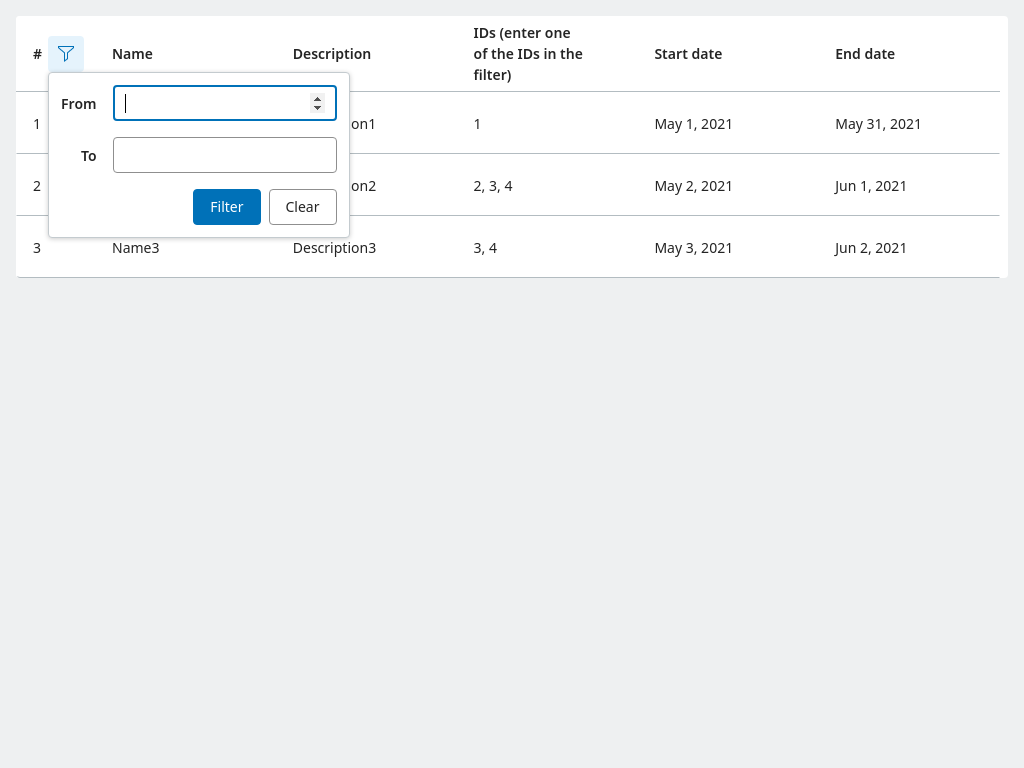 # Name Description IDs (enter one of the IDs in the filter) Start date End date
From
To
Filter Clear
1 on1 1 May 1, 2021 May 31, 2021
2 on2 2, 3, 4 May 2, 2021 Jun 1, 2021
3 Name3 Description3 3, 4 May 3, 2021 Jun 2, 2021